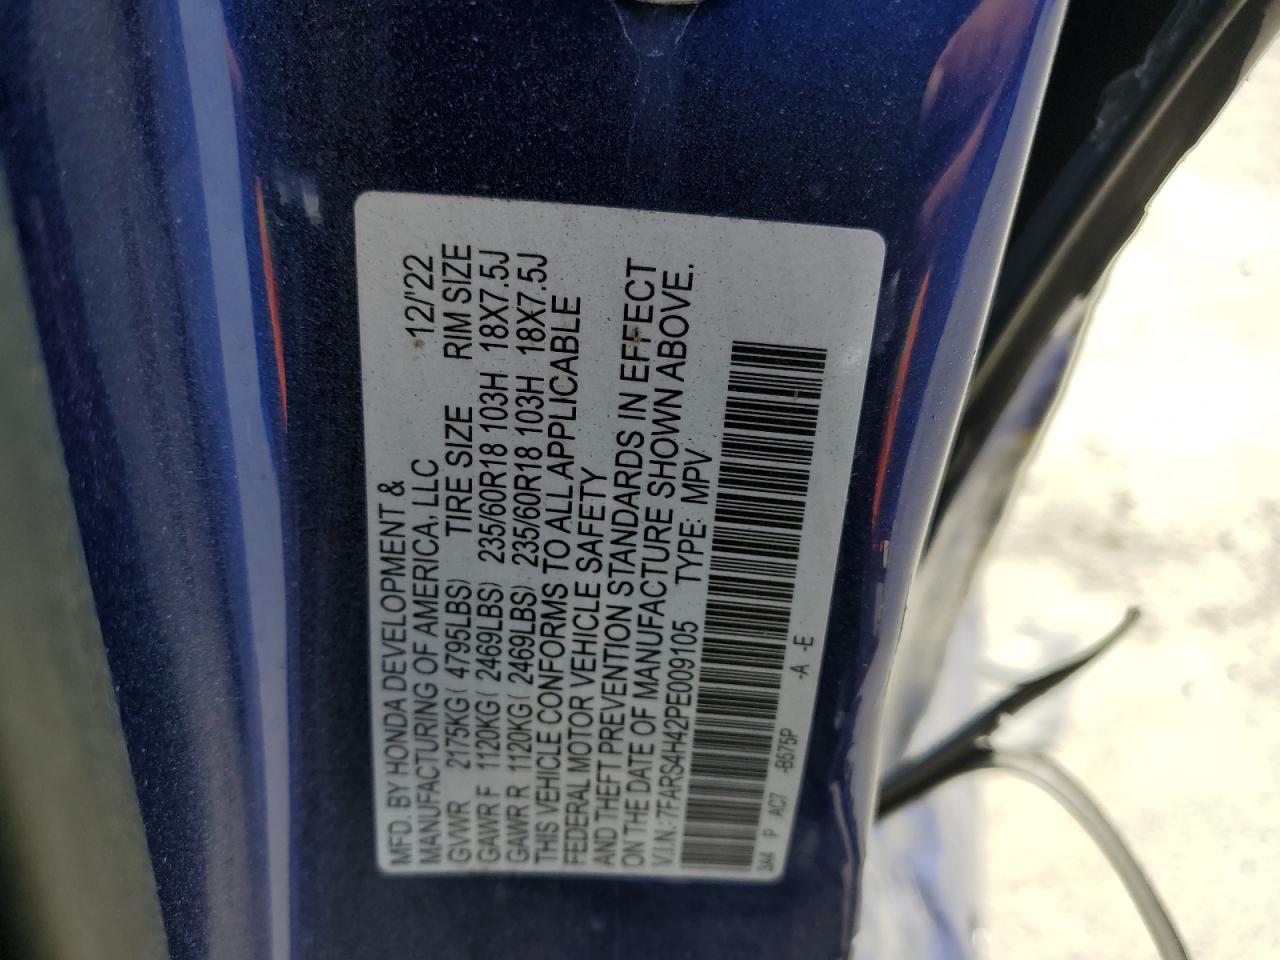 MFD. BY HONDA DEVELOPMENT &
MANUFACTURING OF AMERICA, LLC 12/'22
GVWR 2175KG( 4795LBS) TIRE SIZE RIM SIZE
GAWR F 1120KG( 2469LBS) 235/60R18 103H 18X7.5J
GAWR R 1120KG( 2469LBS) 235/60R18 103H 18X7.5J
THIS VEHICLE CONFORMS TO ALL APPLICABLE
FEDERAL MOTOR VEHICLE SAFETY
AND THEFT PREVENTION STANDARDS IN EFFECT
ON THE DATE OF MANUFACTURE SHOWN ABOVE.
V.I.N.: 7FARS4H42PE009105 TYPE: MPV
3A4 P AC7 -B575P -A -E